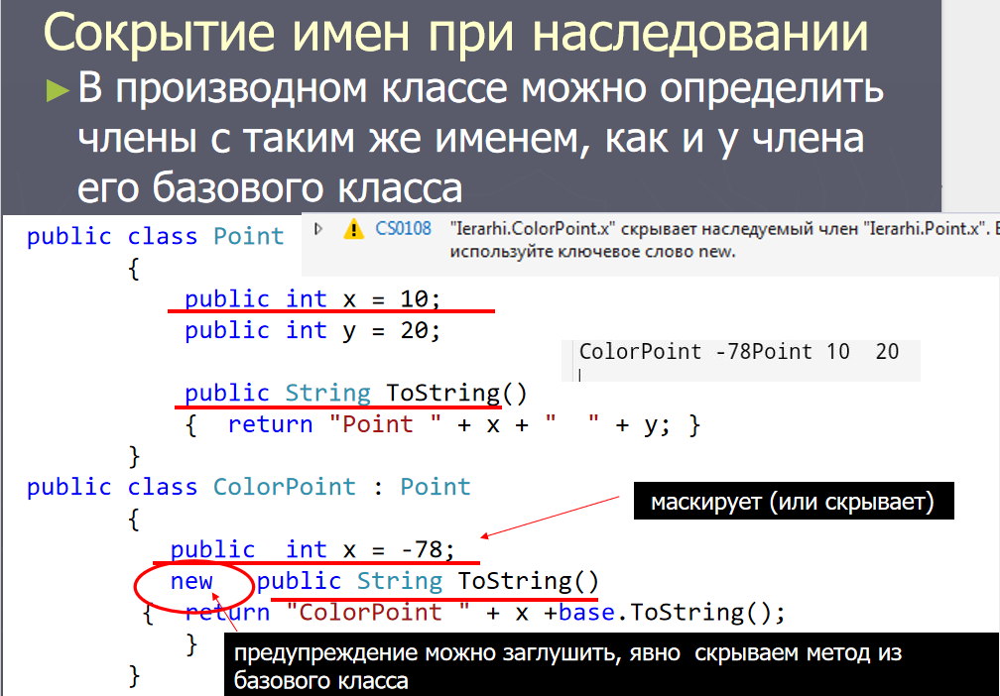 Сокрытие имен при наследовании
►В производном классе можно определить
члены с таким же именем, как и у члена
его базового класса
CS0108 "Ierarhi.ColorPoint.x" скрывает наследуемый член "Ierarhi.Point.x".
используйте ключевое слово new.
public class Point
{
public int x = 10;
public int y = 20;
ColorPoint -78Point 10  20
public String ToString()
{  return "Point " + x + "  " + y; }
}
public class ColorPoint : Point
{
маскирует (или скрывает)
public  int x = -78;
new   public String ToString()
{  return "ColorPoint " + x +base.ToString();
}
предупреждение можно заглушить, явно  скрываем метод из
базового класса
}